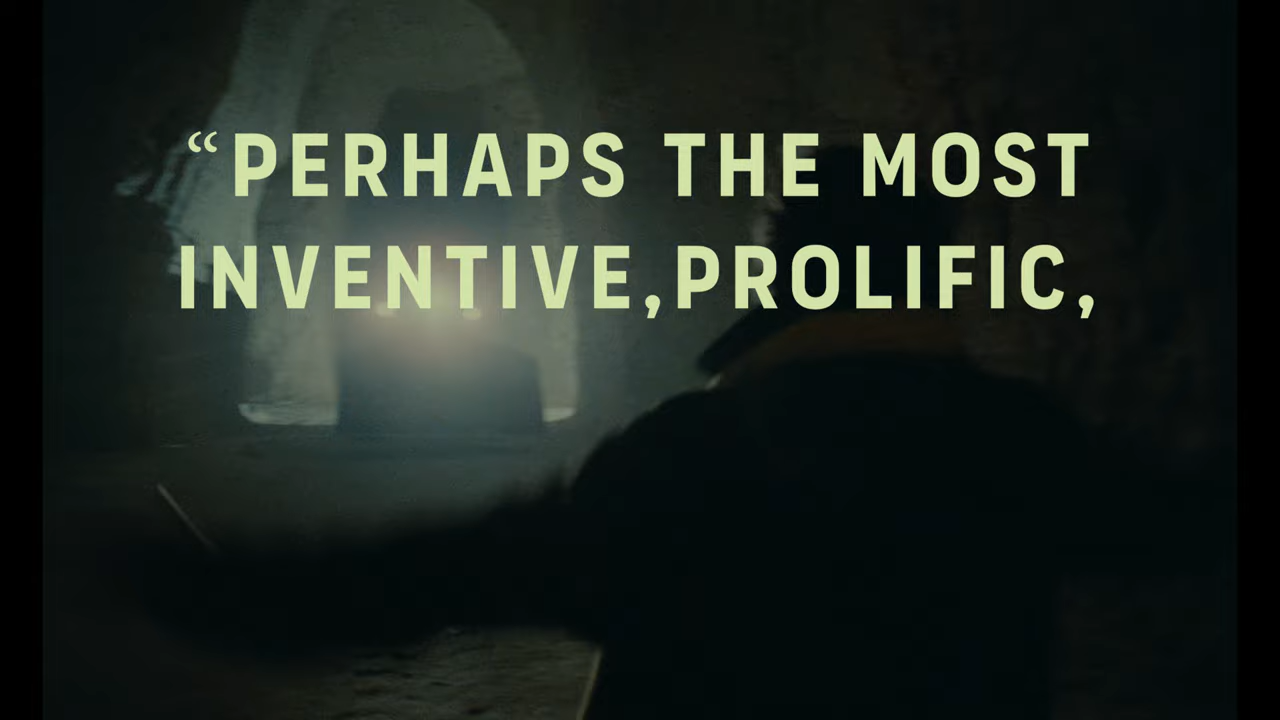 “PERHAPS THE MOST
INVENTIVE,PROLIFIC,